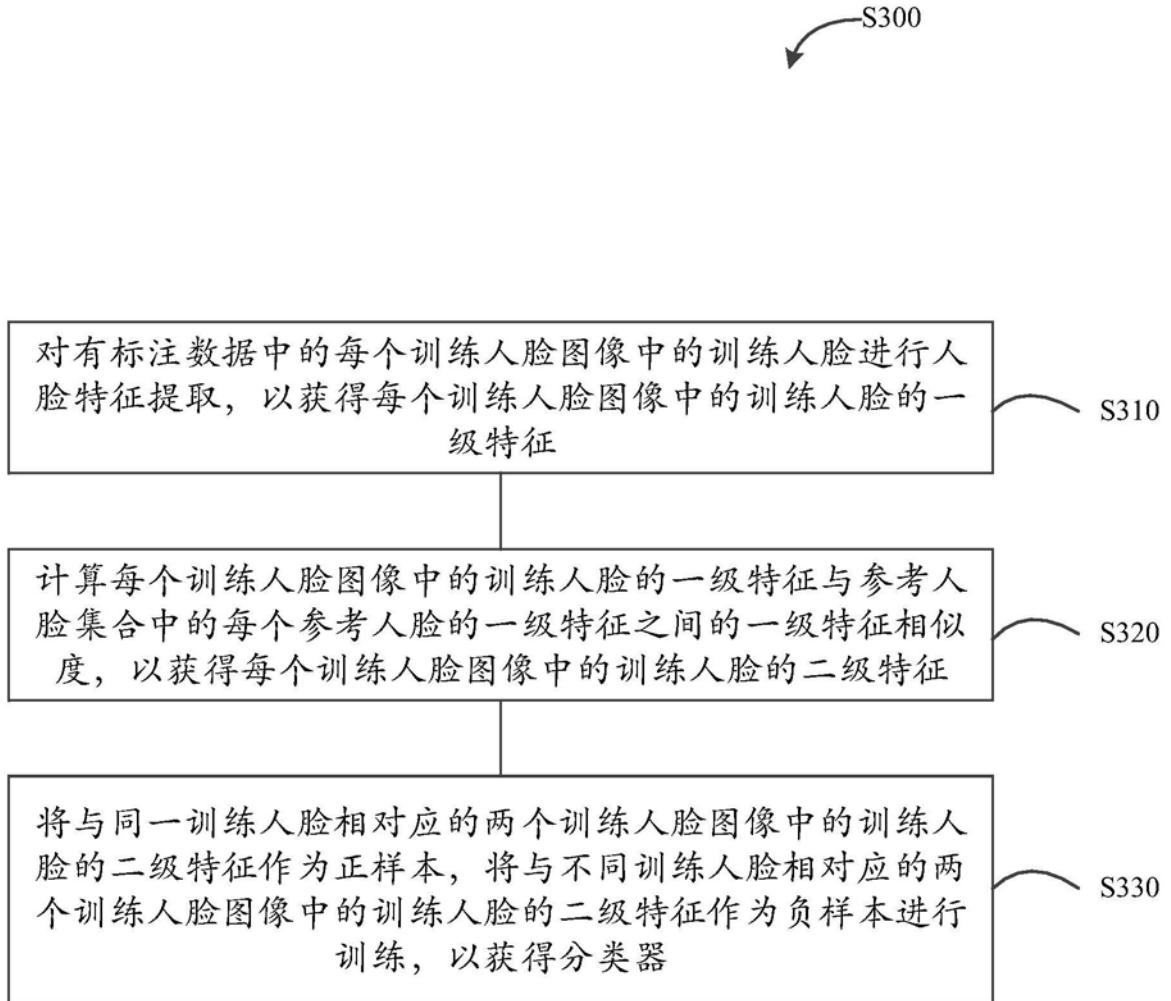 S300
对有标注数据中的每个训练人脸图像中的训练人脸进行人
脸特征提取，以获得每个训练人脸图像中的训练人脸的一
级特征
S310
计算每个训练人脸图像中的训练人脸的一级特征与参考人
脸集合中的每个参考人脸的一级特征之间的一级特征相似
度，以获得每个训练人脸图像中的训练人脸的二级特征
S320
将与同一训练人脸相对应的两个训练人脸图像中的训练人
脸的二级特征作为正样本，将与不同训练人脸相对应的两
个训练人脸图像中的训练人脸的二级特征作为负样本进行
训练，以获得分类器
S330